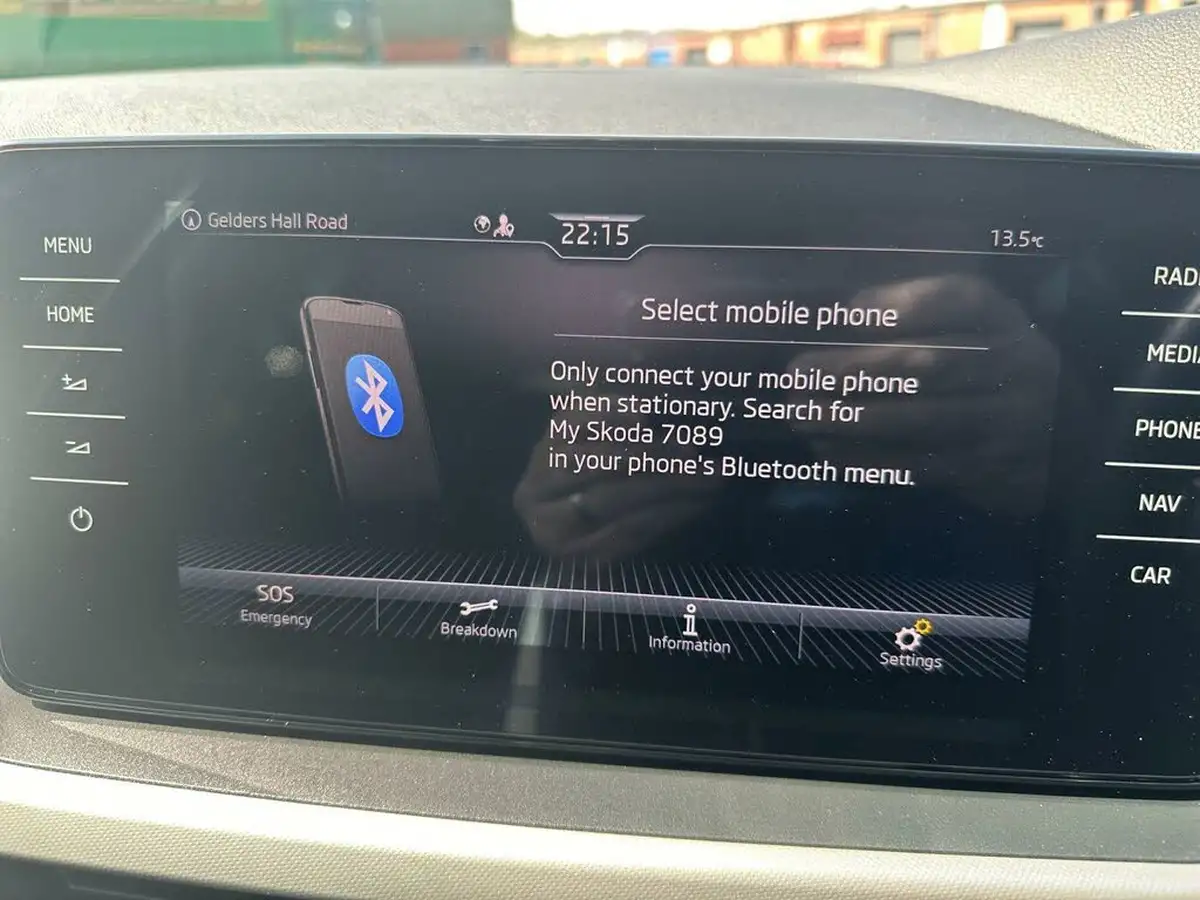 Gelders Hall Road
22:15
13.5°C
MENU
HOME
Select mobile phone
Only connect your mobile phone
when stationary. Search for
My Skoda 7089
in your phone's Bluetooth menu.
SOS
Emergency
Breakdown
Information
Settings
RADI
MEDIA
PHONE
NAV
CAR